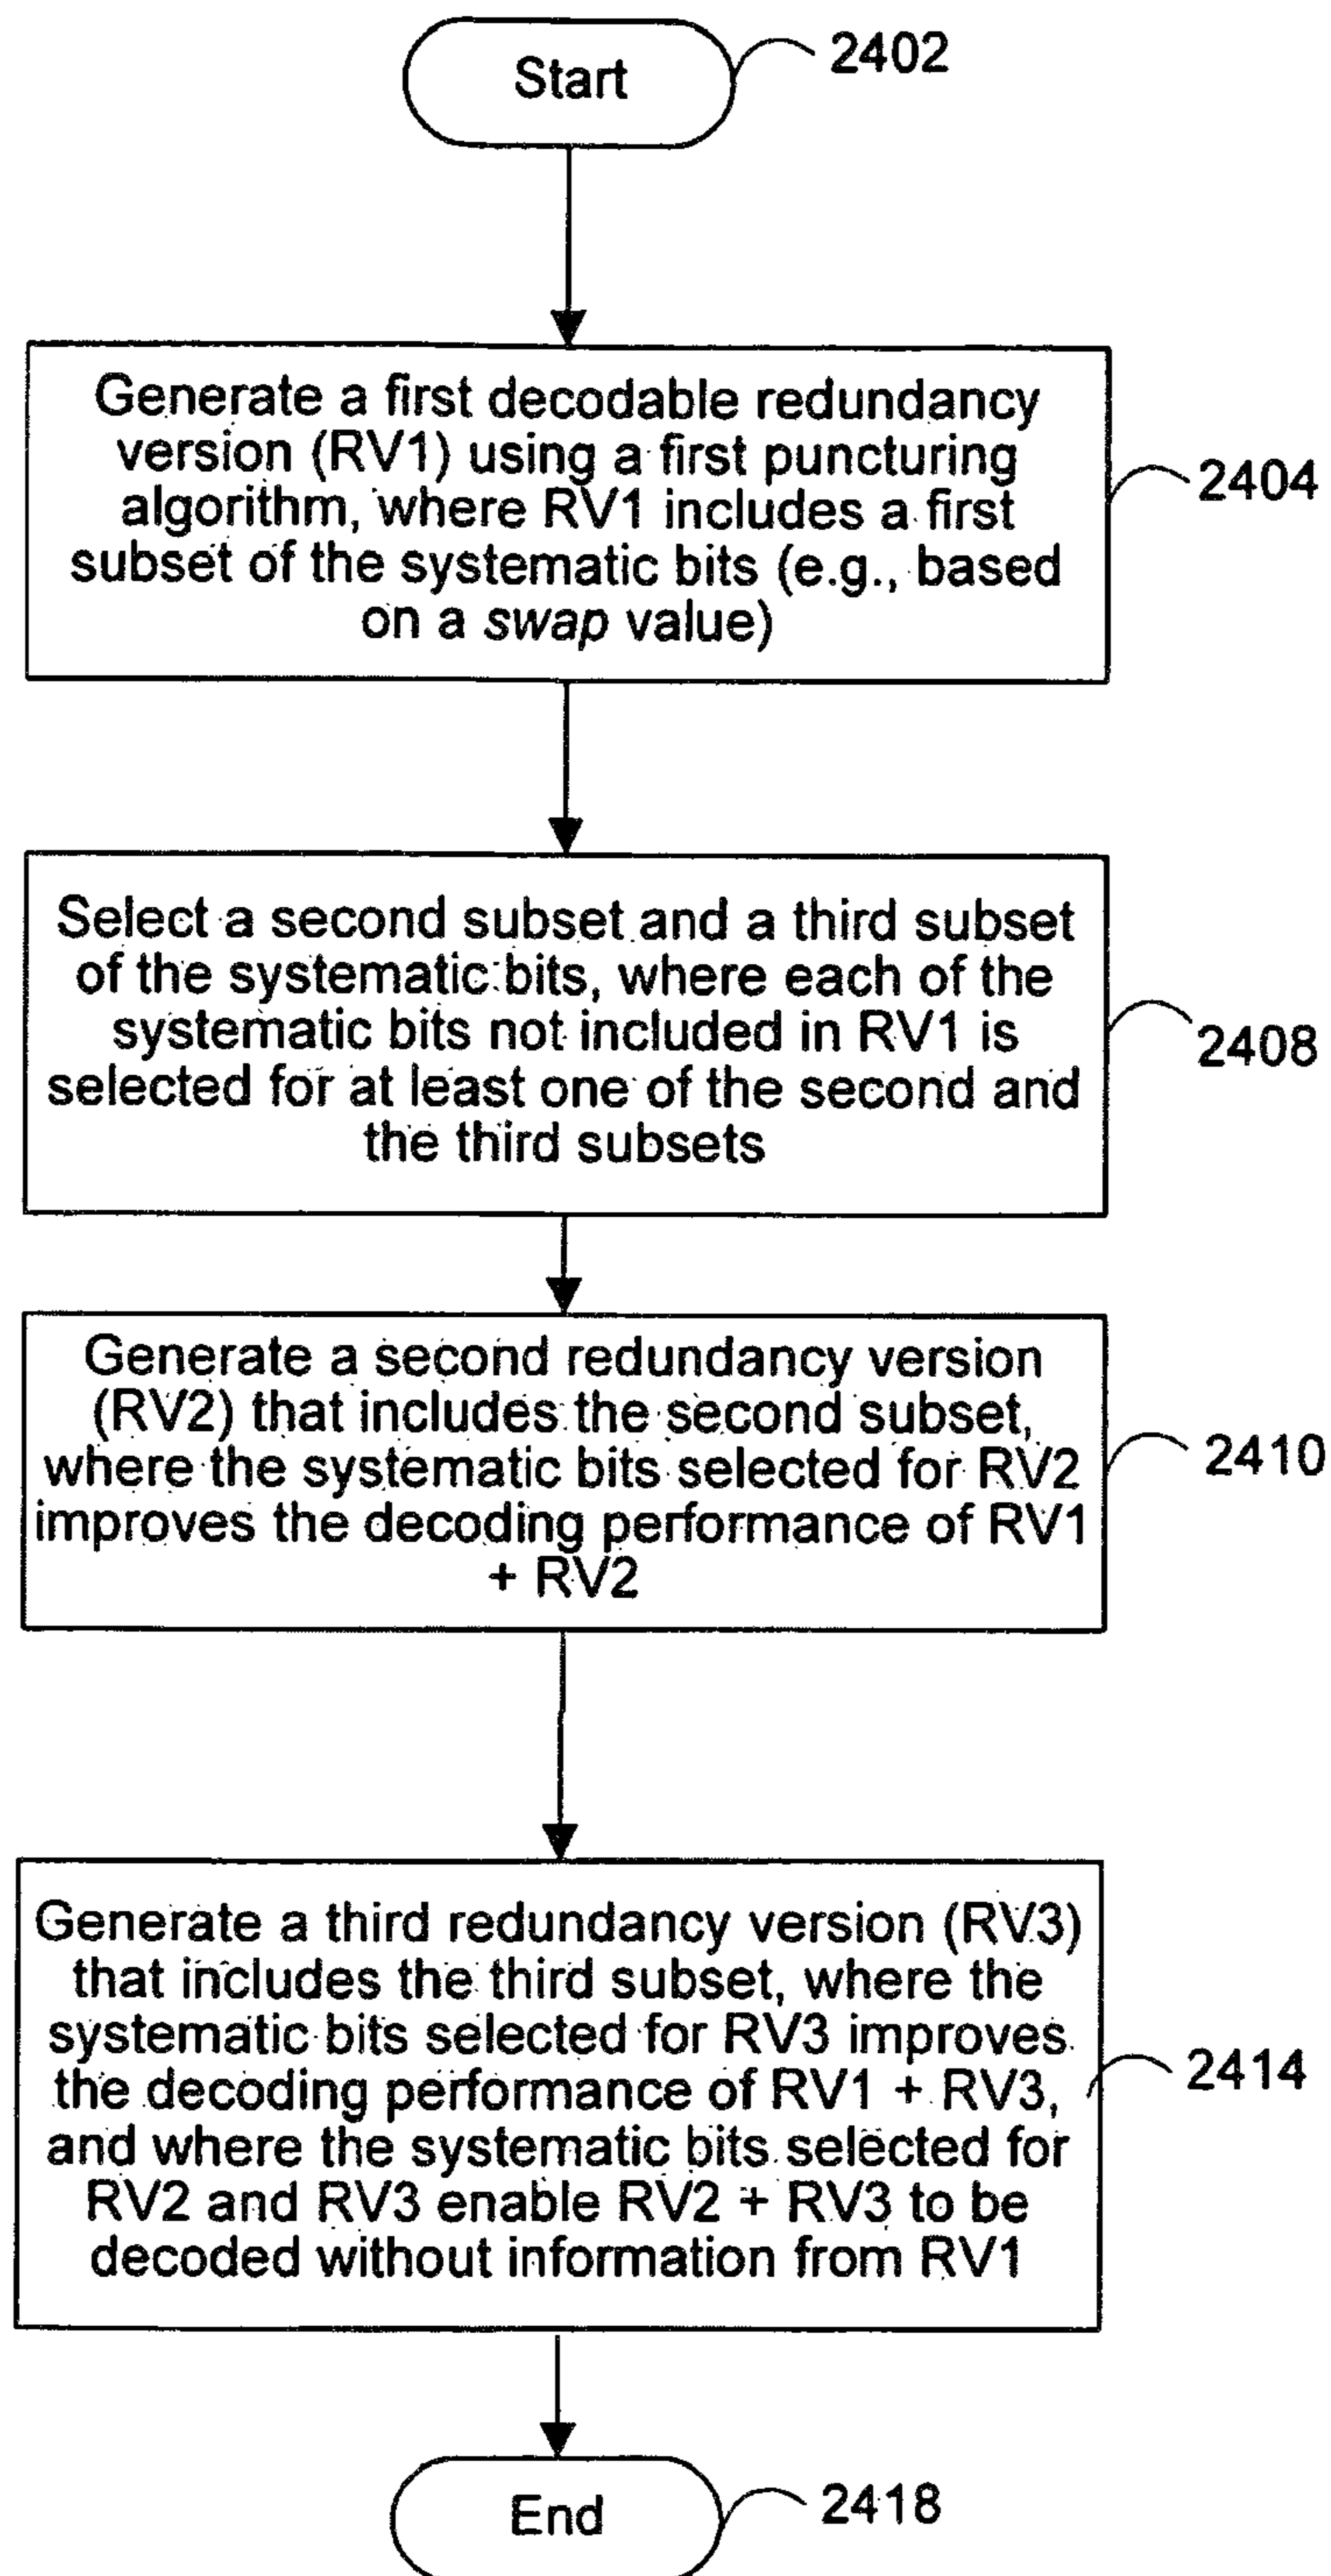 Start
2402
Generate a first decodable redundancy
version (RV1) using a first puncturing
algorithm, where RV1 includes a first
subset of the systematic bits (e.g., based
on a swap value)
2404
Select a second subset and a third subset
of the systematic bits, where each of the
systematic bits not included in RV1 is
selected for at least one of the second and
the third subsets
2408
Generate a second redundancy version
(RV2) that includes the second subset,
where the systematic bits selected for RV2
improves the decoding performance of RV1
+ RV2
2410
Generate a third redundancy version (RV3)
that includes the third subset, where the
systematic bits selected for RV3 improves
the decoding performance of RV1 + RV3,
and where the systematic bits selected for
RV2 and RV3 enable RV2 + RV3 to be
decoded without information from RV1
2414
End
2418